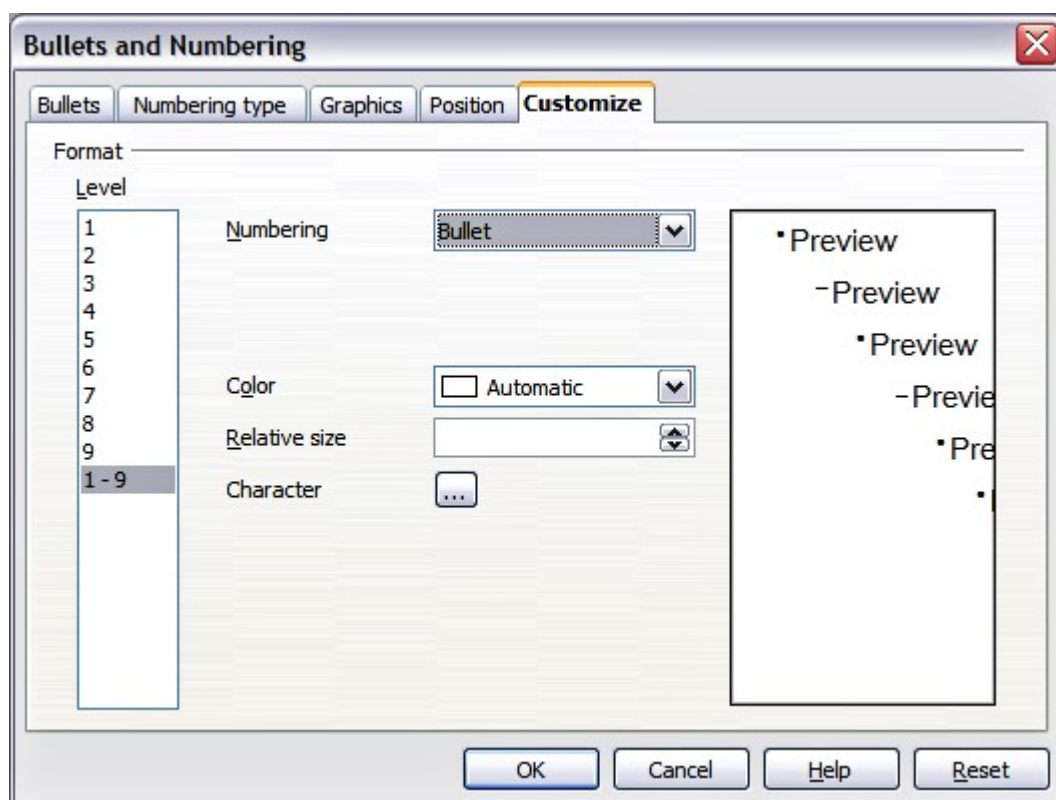 Bullets and Numbering
Bullets Numbering type Graphics Position Customize
Format
Level
1
2
3
4
5
6
7
8
9
1 - 9
Numbering Bullet
Color Automatic
Relative size
Character ...
•Preview
–Preview
•Preview
–Previe
•Pre
•
OK Cancel Help Reset